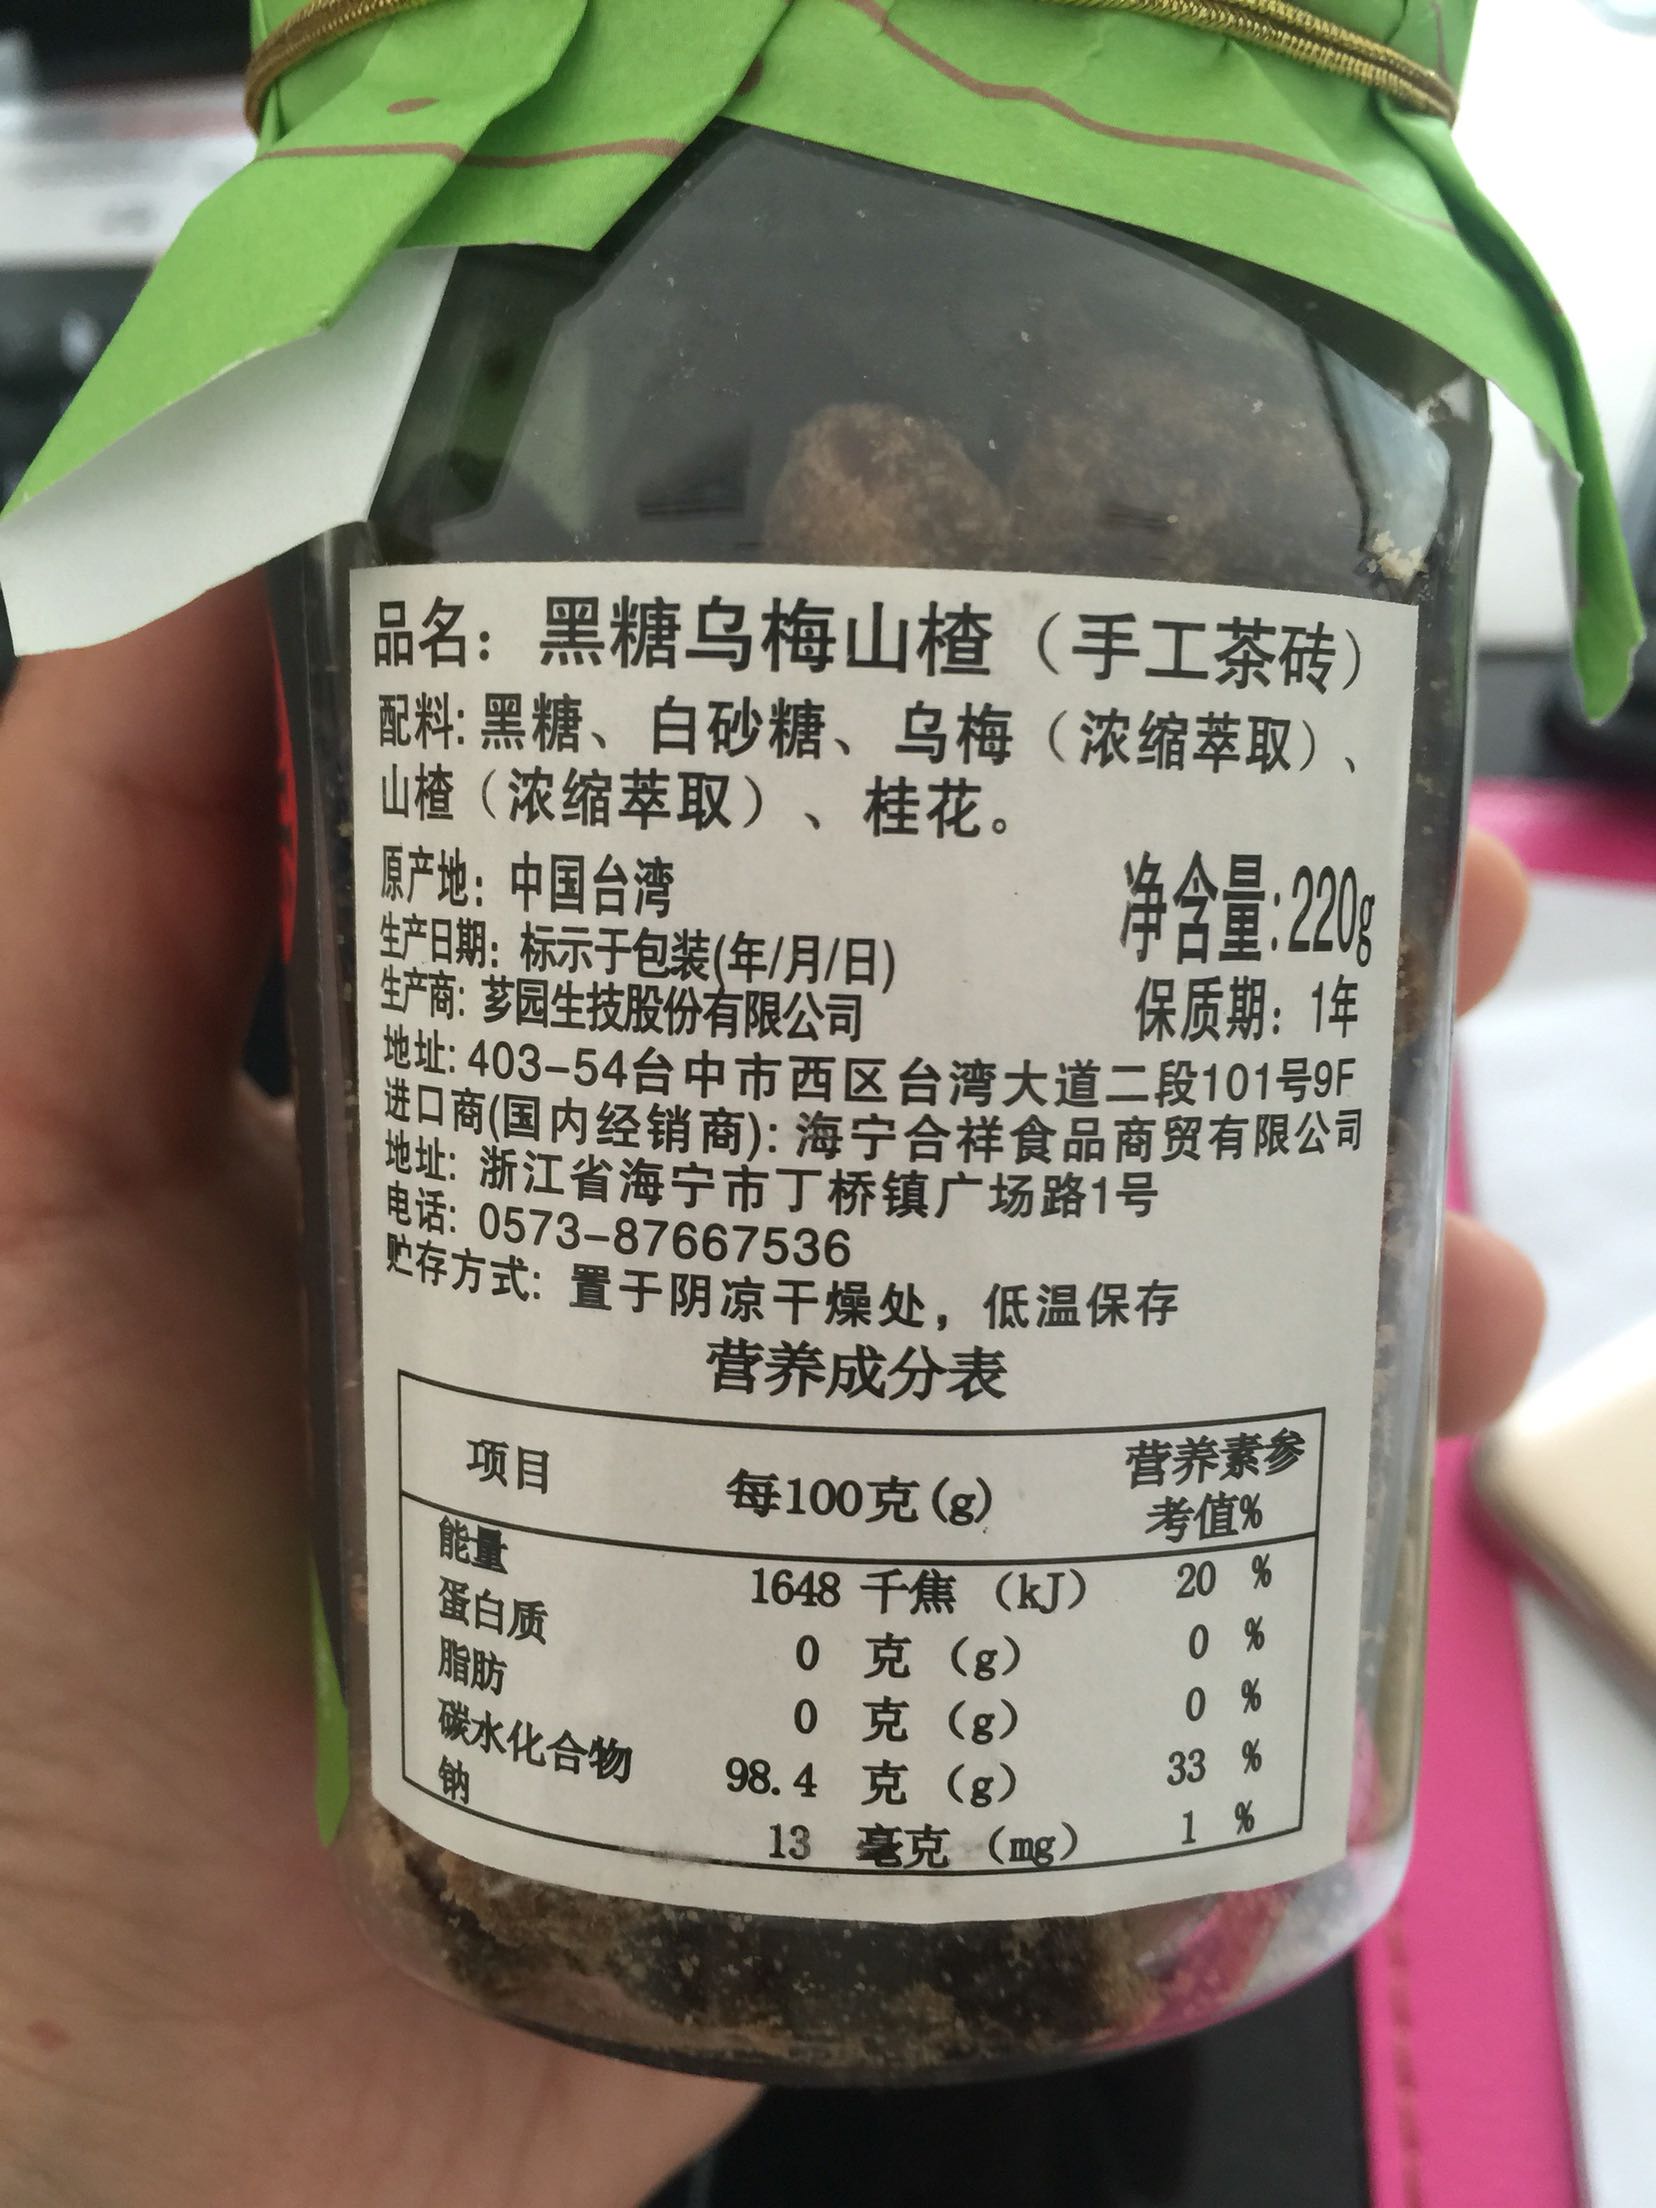 品名：黑糖乌梅山楂（手工茶砖）
配料: 黑糖、白砂糖、乌梅（浓缩萃取）、
山楂（浓缩萃取）、桂花。
原产地：中国台湾
净含量:220g
生产日期：标示于包装(年/月/日)
保质期：1年
生产商: 芗园生技股份有限公司
地址: 403-54台中市西区台湾大道二段101号9F
进口商(国内经销商): 海宁合祥食品商贸有限公司
地址: 浙江省海宁市丁桥镇广场路1号
电话: 0573-87667536
贮存方式: 置于阴凉干燥处，低温保存
营养成分表
项目 每100克(g) 营养素参考值%
能量 1648 千焦（kJ） 20 %
蛋白质 0 克（g） 0 %
脂肪 0 克（g） 0 %
碳水化合物 98.4 克（g） 33 %
钠 13 毫克（mg） 1 %